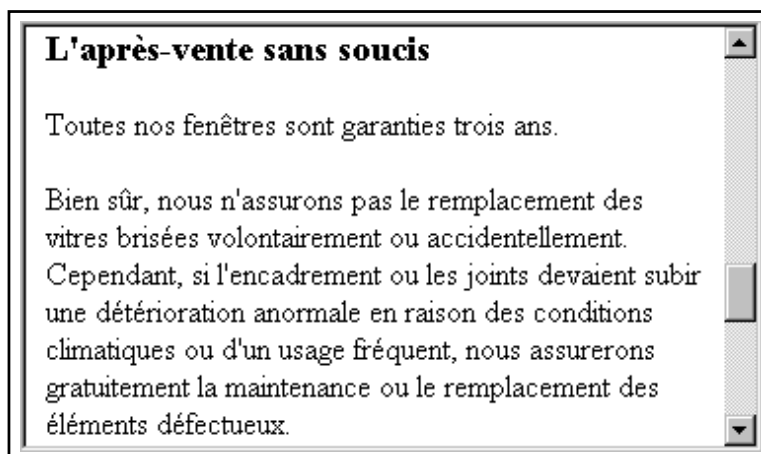 L'après-vente sans soucis
Toutes nos fenêtres sont garanties trois ans.
Bien sûr, nous n'assurons pas le remplacement des
vitres brisées volontairement ou accidentellement.
Cependant, si l'encadrement ou les joints devaient subir
une détérioration anormale en raison des conditions
climatiques ou d'un usage fréquent, nous assurerons
gratuitement la maintenance ou le remplacement des
éléments défectueux.